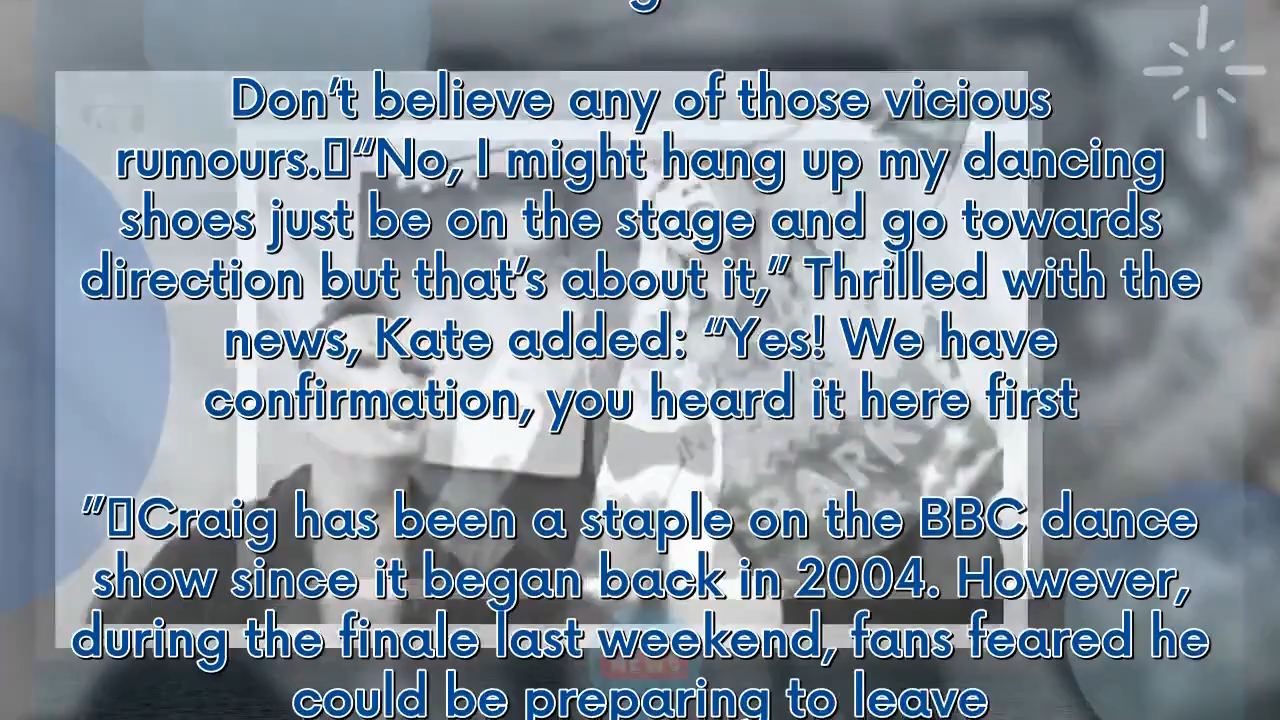 Don't believe any of those vicious
rumours.▯“No, I might hang up my dancing
shoes just be on the stage and go towards
direction but that's about it,” Thrilled with the
news, Kate added: “Yes! We have
confirmation, you heard it here first
”▯Craig has been a staple on the BBC dance
show since it began back in 2004. However,
during the finale last weekend, fans feared he
could be preparing to leave
NEWS